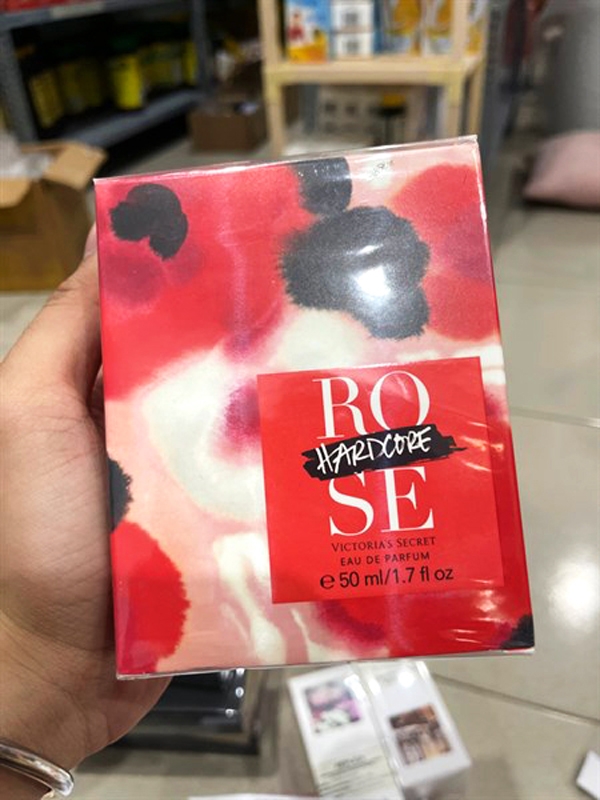 RO
HARDCORE
SE
VICTORIA'S SECRET
EAU DE PARFUM
℮ 50 ml/1.7 fl oz